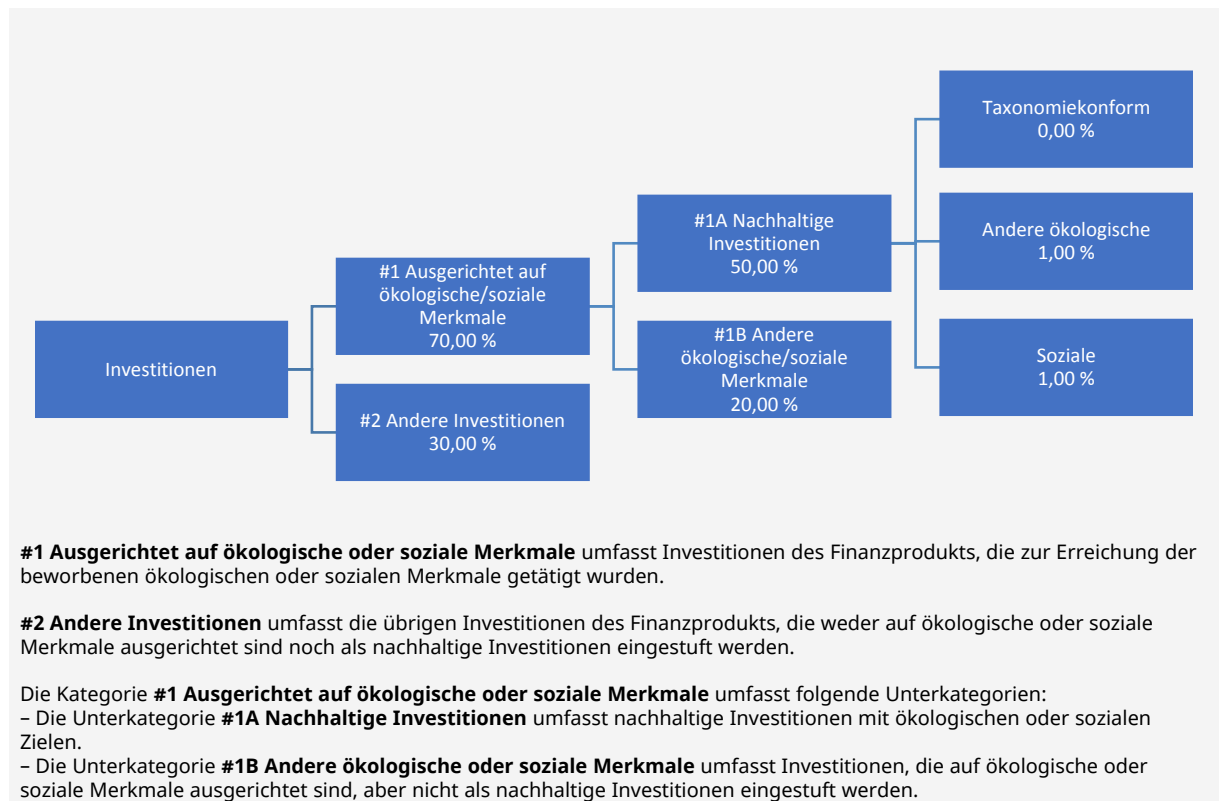 Investitionen
#1 Ausgerichtet auf
ökologische/soziale
Merkmale
70,00 %
#2 Andere Investitionen
30,00 %
#1A Nachhaltige
Investitionen
50,00 %
#1B Andere
ökologische/soziale
Merkmale
20,00 %
Taxonomiekonform
0,00 %
Andere ökologische
1,00 %
Soziale
1,00 %
#1 Ausgerichtet auf ökologische oder soziale Merkmale umfasst Investitionen des Finanzprodukts, die zur Erreichung der
beworbenen ökologischen oder sozialen Merkmale getätigt wurden.
#2 Andere Investitionen umfasst die übrigen Investitionen des Finanzprodukts, die weder auf ökologische oder soziale
Merkmale ausgerichtet sind noch als nachhaltige Investitionen eingestuft werden.
Die Kategorie #1 Ausgerichtet auf ökologische oder soziale Merkmale umfasst folgende Unterkategorien:
– Die Unterkategorie #1A Nachhaltige Investitionen umfasst nachhaltige Investitionen mit ökologischen oder sozialen
Zielen.
– Die Unterkategorie #1B Andere ökologische oder soziale Merkmale umfasst Investitionen, die auf ökologische oder
soziale Merkmale ausgerichtet sind, aber nicht als nachhaltige Investitionen eingestuft werden.